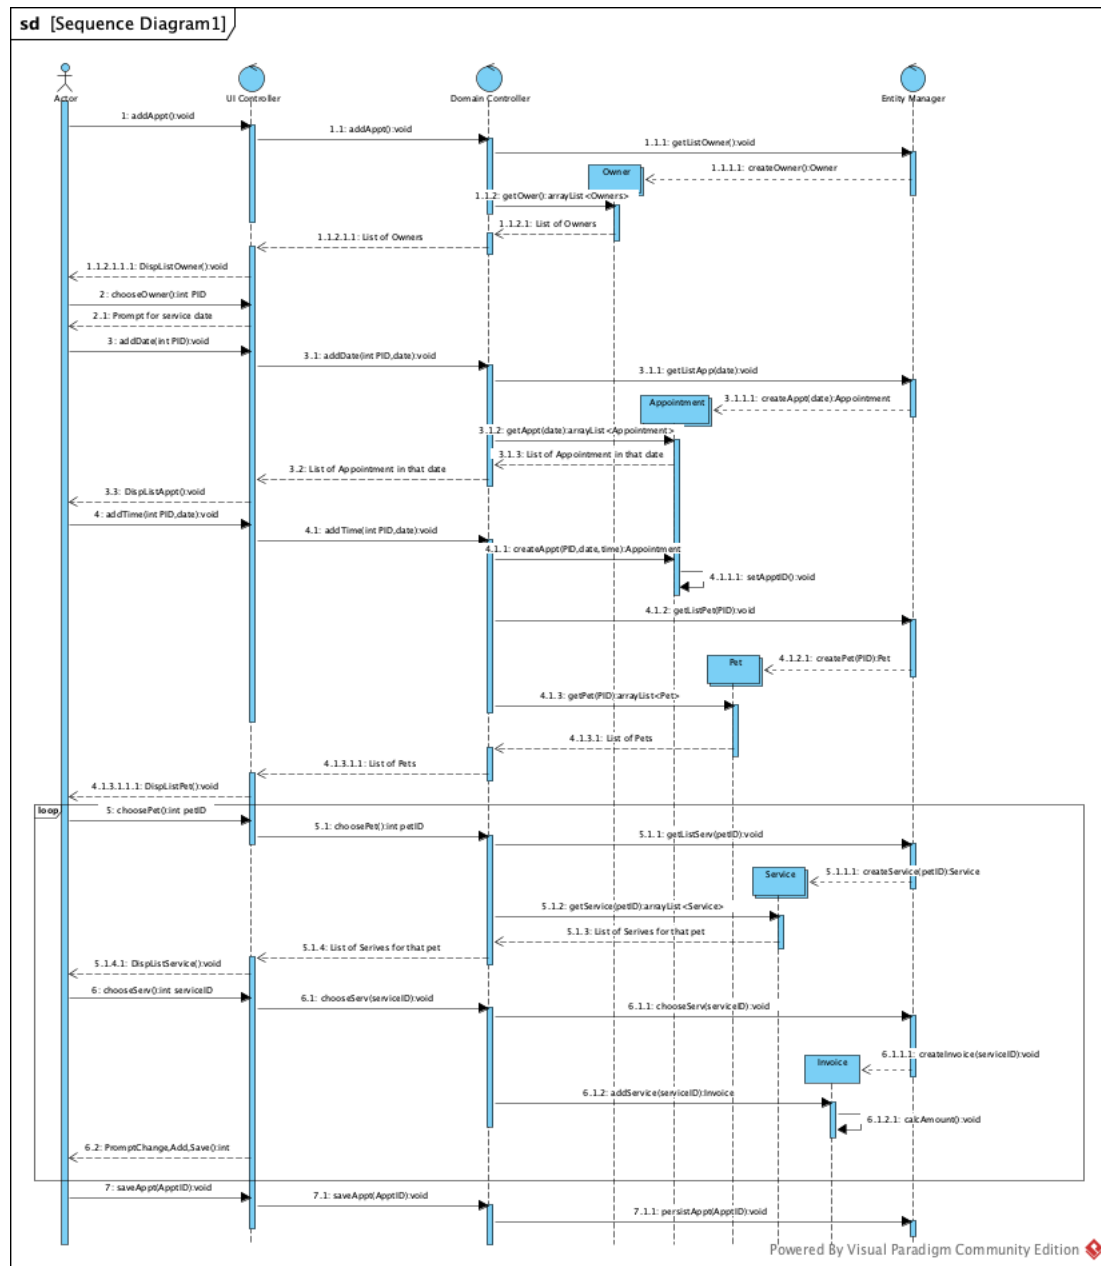 sd [Sequence Diagram1]
Actor
UI Controller
Domain Controller
Entity Manager
1: addAppt():void
1.1: addAppt():void
1.1.1: getListOwner():void
1.1.1.1: createOwner():Owner
Owner
1.1.2: getOwer():arrayList<Owners>
1.1.2.1: List of Owners
1.1.2.1.1: List of Owners
1.1.2.1.1.1: DispListOwner():void
2: chooseOwner():int PID
2.1: Prompt for service date
3: addDate(int PID):void
3.1: addDate(int PID,date):void
3.1.1: getListApp(date):void
3.1.1.1: createAppt(date):Appointment
Appointment
3.1.2: getAppt(date):arrayList<Appointment>
3.1.3: List of Appointment in that date
3.2: List of Appointment in that date
3.3: DispListAppt():void
4: addTime(int PID,date):void
4.1: addTime(int PID,date):void
4.1.1: createAppt(PID,date,time):Appointment
4.1.1.1: setApptID():void
4.1.2: getListPet(PID):void
4.1.2.1: createPet(PID):Pet
Pet
4.1.3: getPet(PID):arrayList<Pet>
4.1.3.1: List of Pets
4.1.3.1.1: List of Pets
4.1.3.1.1.1: DispListPet():void
loop
5: choosePet():int petID
5.1: choosePet():int petID
5.1.1: getListServ(petID):void
5.1.1.1: createService(petID):Service
Service
5.1.2: getService(petID):arrayList<Service>
5.1.3: List of Serives for that pet
5.1.4: List of Serives for that pet
5.1.4.1: DispListService():void
6: chooseServ():int serviceID
6.1: chooseServ(serviceID):void
6.1.1: chooseServ(serviceID):void
6.1.1.1: createInvoice(serviceID):void
Invoice
6.1.2: addService(serviceID):Invoice
6.1.2.1: calcAmount():void
6.2: PromptChange,Add,Save():int
7: saveAppt(ApptID):void
7.1: saveAppt(ApptID):void
7.1.1: persistAppt(ApptID):void
Powered By Visual Paradigm Community Edition